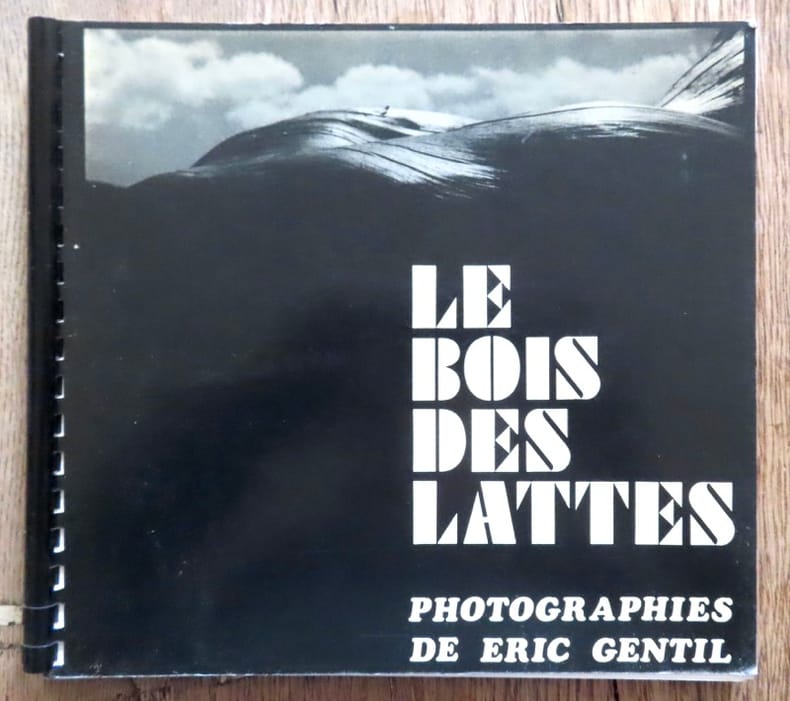 LE
BOIS
DES
LATTES
PHOTOGRAPHIES
DE ERIC GENTIL